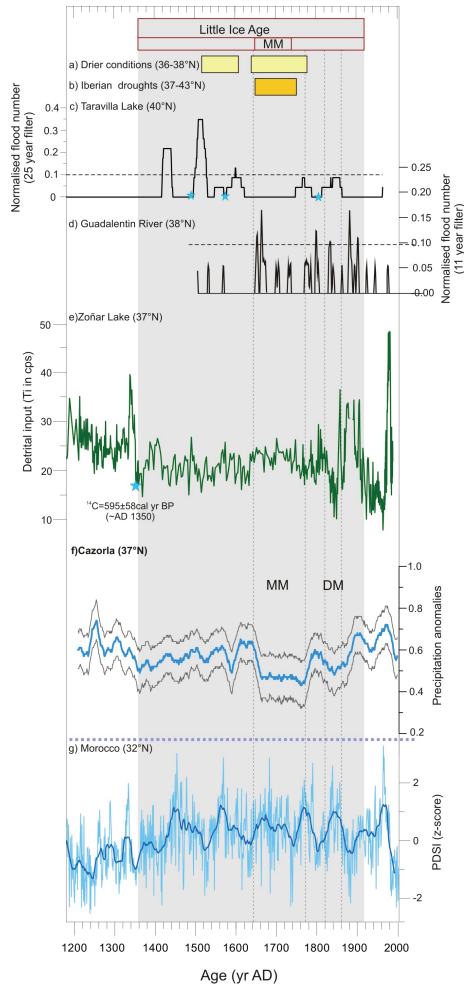 Little Ice Age
MM
a) Drier conditions (36-38°N)
b) Iberian droughts (37-43°N)
c) Taravilla Lake (40°N)
0.4
0.3
0.2
0.1
0
Normalised flood number
(25 year filter)
0.25
0.20
0.15
0.10
0.05
0.00
Normalised flood number
(11 year filter)
d) Guadalentin River (38°N)
e)Zoñar Lake (37°N)
50
40
30
20
10
Detrital input (Ti in cps)
¹⁴C=595±58cal yr BP
(~AD 1350)
f)Cazorla (37°N)
MM
DM
1.0
0.8
0.6
0.4
0.2
Precipitation anomalies
g) Morocco (32°N)
2
0
-2
PDSI (z-score)
1200 1300 1400 1500 1600 1700 1800 1900 2000
Age (yr AD)